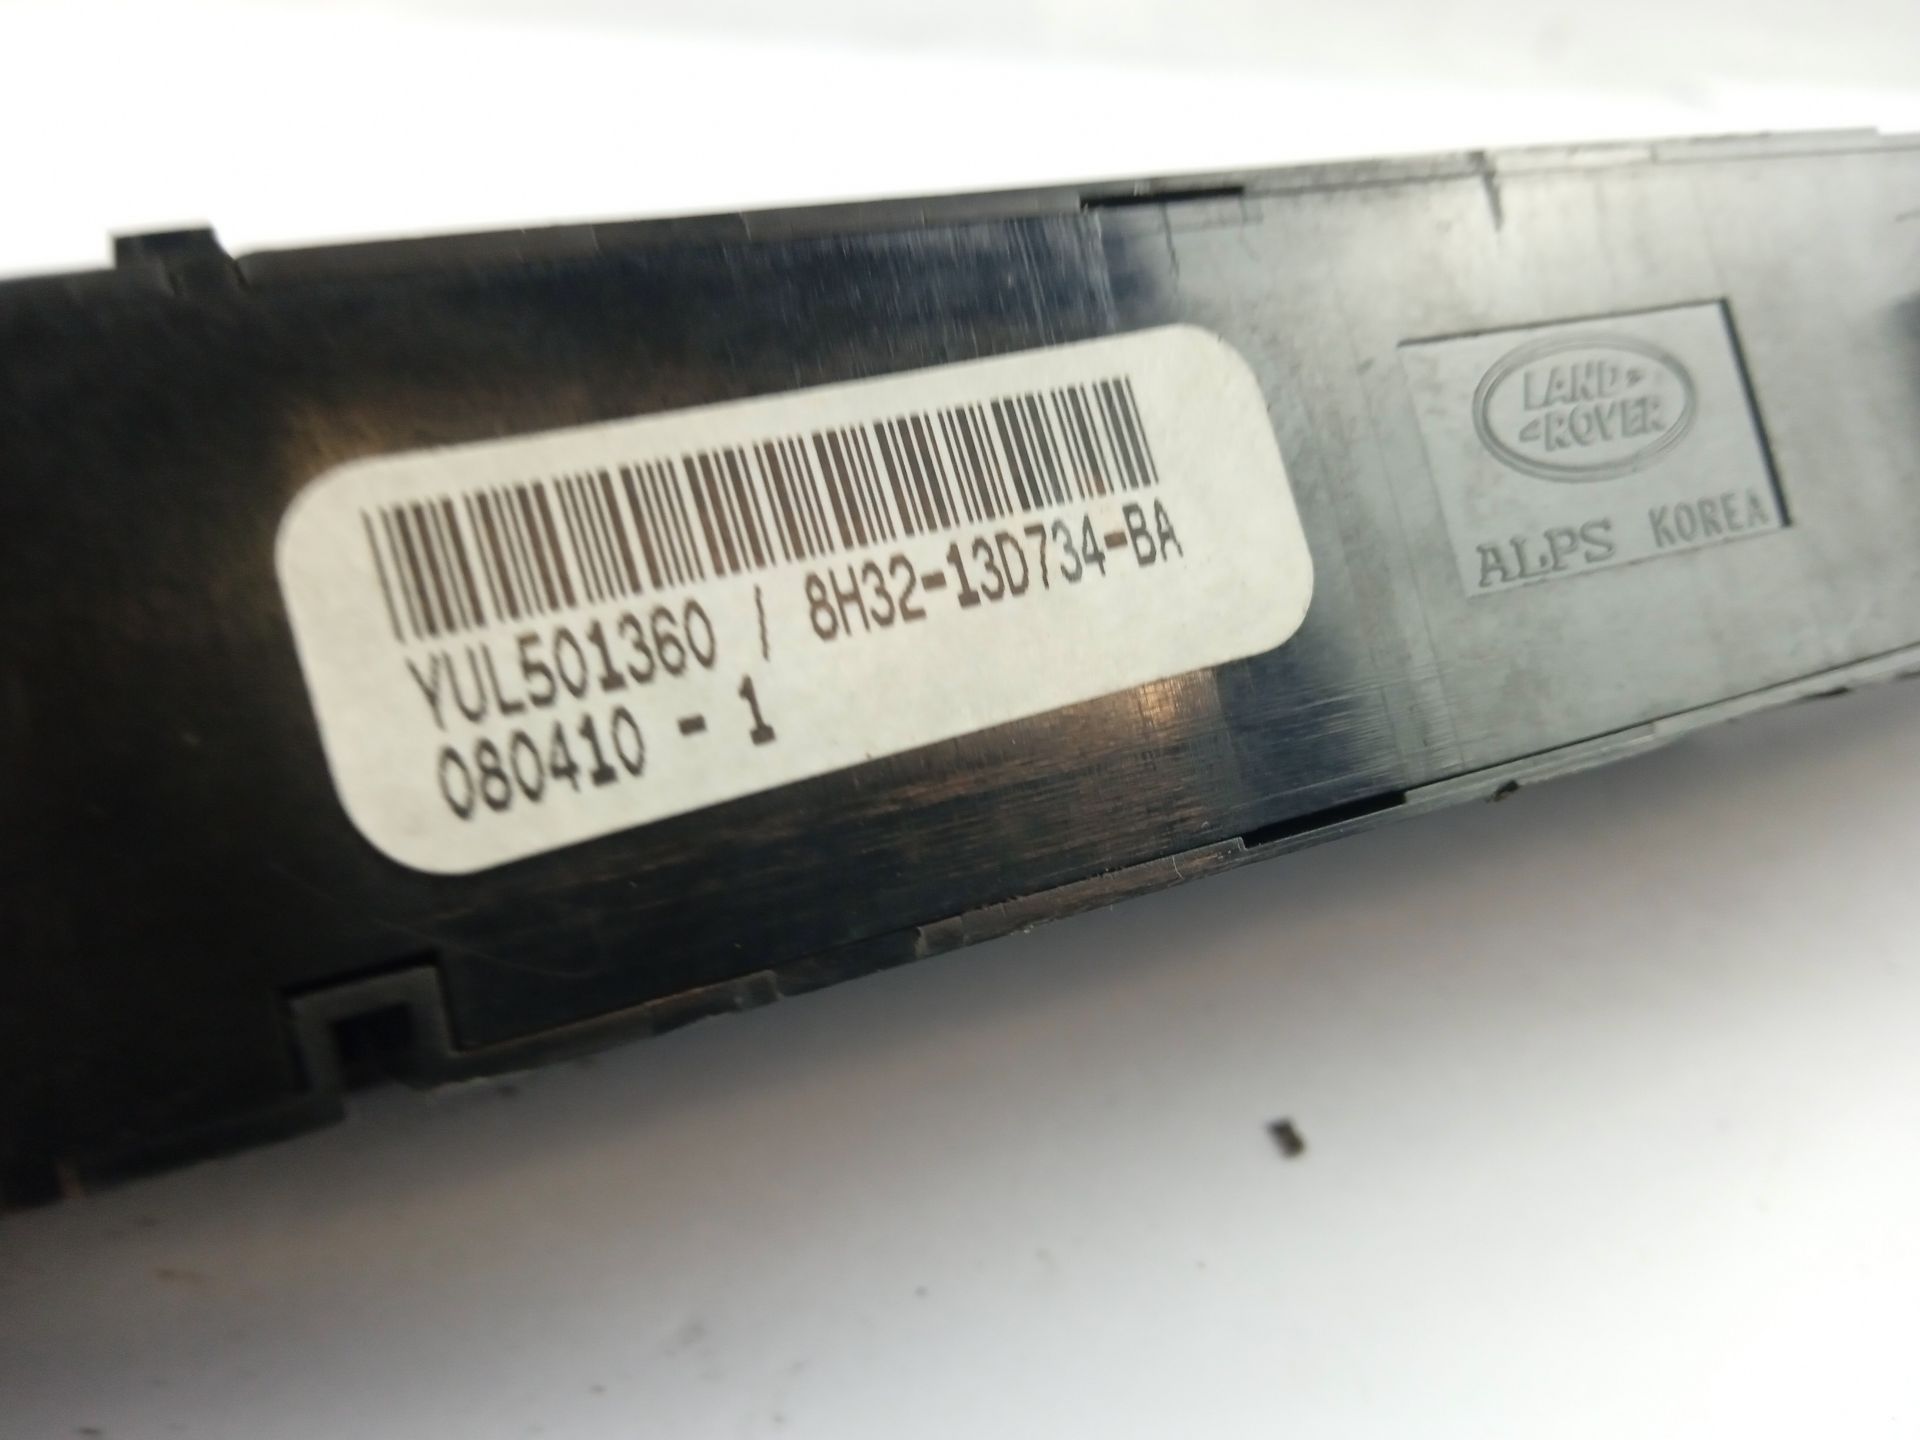 YUL501360 / 8H32-13D734-BA
080410 - 1
LAND
ROVER
ALPS KOREA